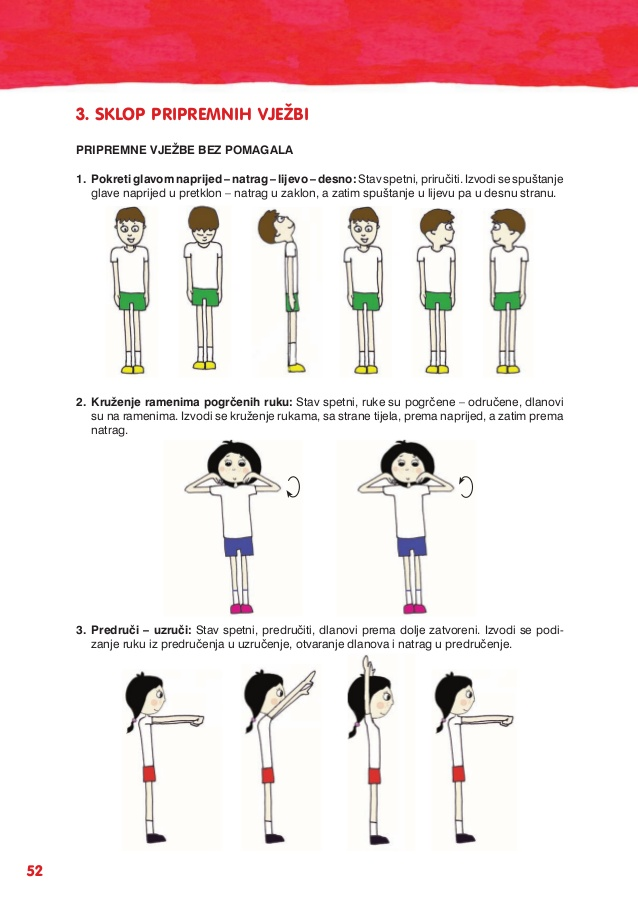 3. SKLOP PRIPREMNIH VJEŽBI
PRIPREMNE VJEŽBE BEZ POMAGALA
1. Pokreti glavom naprijed – natrag – lijevo – desno: Stav spetni, priručiti. Izvodi se spuštanje
glave naprijed u pretklon – natrag u zaklon, a zatim spuštanje u lijevu pa u desnu stranu.
2. Kruženje ramenima pogrčenih ruku: Stav spetni, ruke su pogrčene – odručene, dlanovi
su na ramenima. Izvodi se kruženje rukama, sa strane tijela, prema naprijed, a zatim prema
natrag.
3. Predruči – uzruči: Stav spetni, predručiti, dlanovi prema dolje zatvoreni. Izvodi se podi-
zanje ruku iz predručenja u uzručenje, otvaranje dlanova i natrag u predručenje.
52